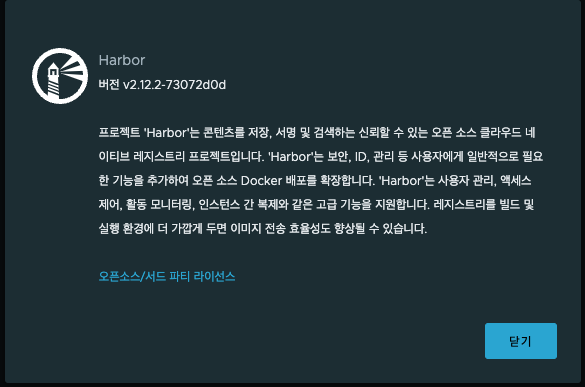 Harbor
버전 v2.12.2-73072d0d
프로젝트 'Harbor'는 콘텐츠를 저장, 서명 및 검색하는 신뢰할 수 있는 오픈 소스 클라우드 네
이티브 레지스트리 프로젝트입니다. 'Harbor'는 보안, ID, 관리 등 사용자에게 일반적으로 필요
한 기능을 추가하여 오픈 소스 Docker 배포를 확장합니다. 'Harbor'는 사용자 관리, 액세스
제어, 활동 모니터링, 인스턴스 간 복제와 같은 고급 기능을 지원합니다. 레지스트리를 빌드 및
실행 환경에 더 가깝게 두면 이미지 전송 효율성도 향상될 수 있습니다.
오픈소스/서드 파티 라이선스
닫기